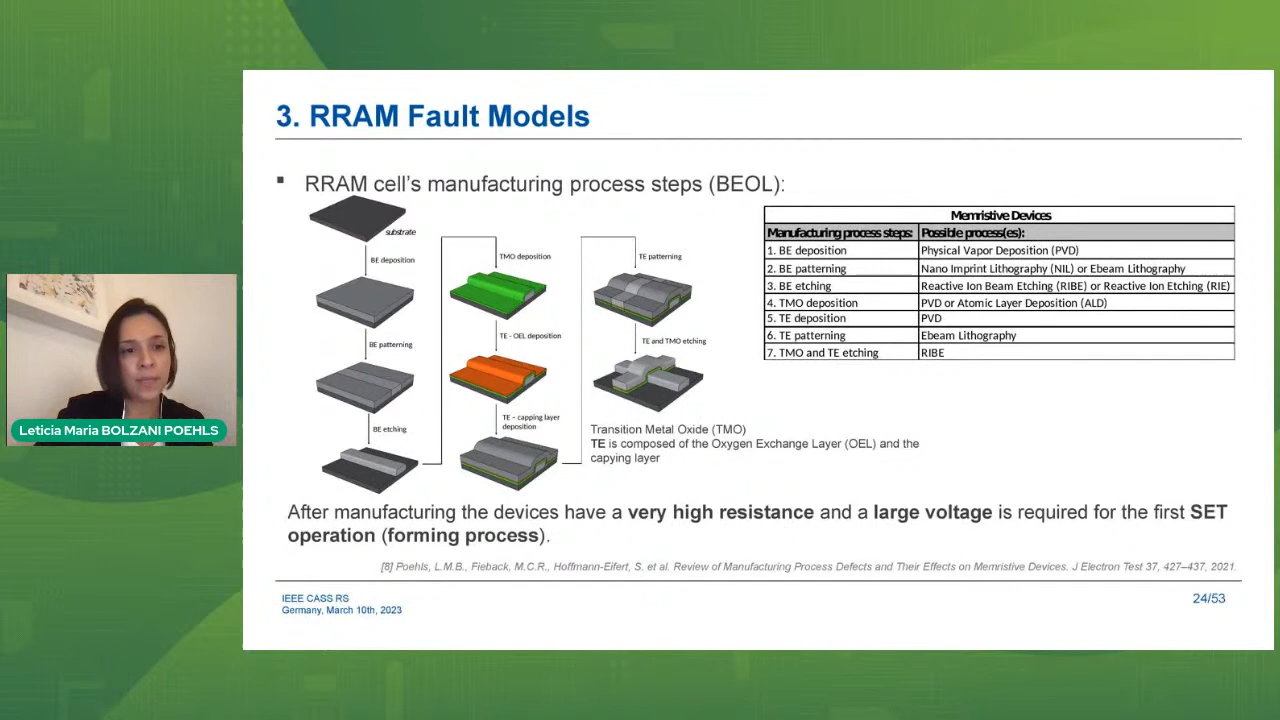 3. RRAM Fault Models
▪ RRAM cell's manufacturing process steps (BEOL):
substrate
BE deposition
BE patterning
BE etching
TMO deposition
TE - OEL deposition
TE – capping layer
deposition
TE patterning
TE and TMO etching
Memristive Devices
Manufacturing process steps: Possible process(es):
1. BE deposition Physical Vapor Deposition (PVD)
2. BE patterning Nano Imprint Lithography (NIL) or Ebeam Lithography
3. BE etching Reactive Ion Beam Etching (RIBE) or Reactive Ion Etching (RIE)
4. TMO deposition PVD or Atomic Layer Deposition (ALD)
5. TE deposition PVD
6. TE patterning Ebeam Lithography
7. TMO and TE etching RIBE
Transition Metal Oxide (TMO)
TE is composed of the Oxygen Exchange Layer (OEL) and the
capying layer
After manufacturing the devices have a very high resistance and a large voltage is required for the first SET
operation (forming process).
[8] Poehls, L.M.B., Fieback, M.C.R., Hoffmann-Eifert, S. et al. Review of Manufacturing Process Defects and Their Effects on Memristive Devices. J Electron Test 37, 427–437, 2021.
IEEE CASS RS
Germany, March 10th, 2023
24/53
Leticia Maria BOLZANI POEHLS